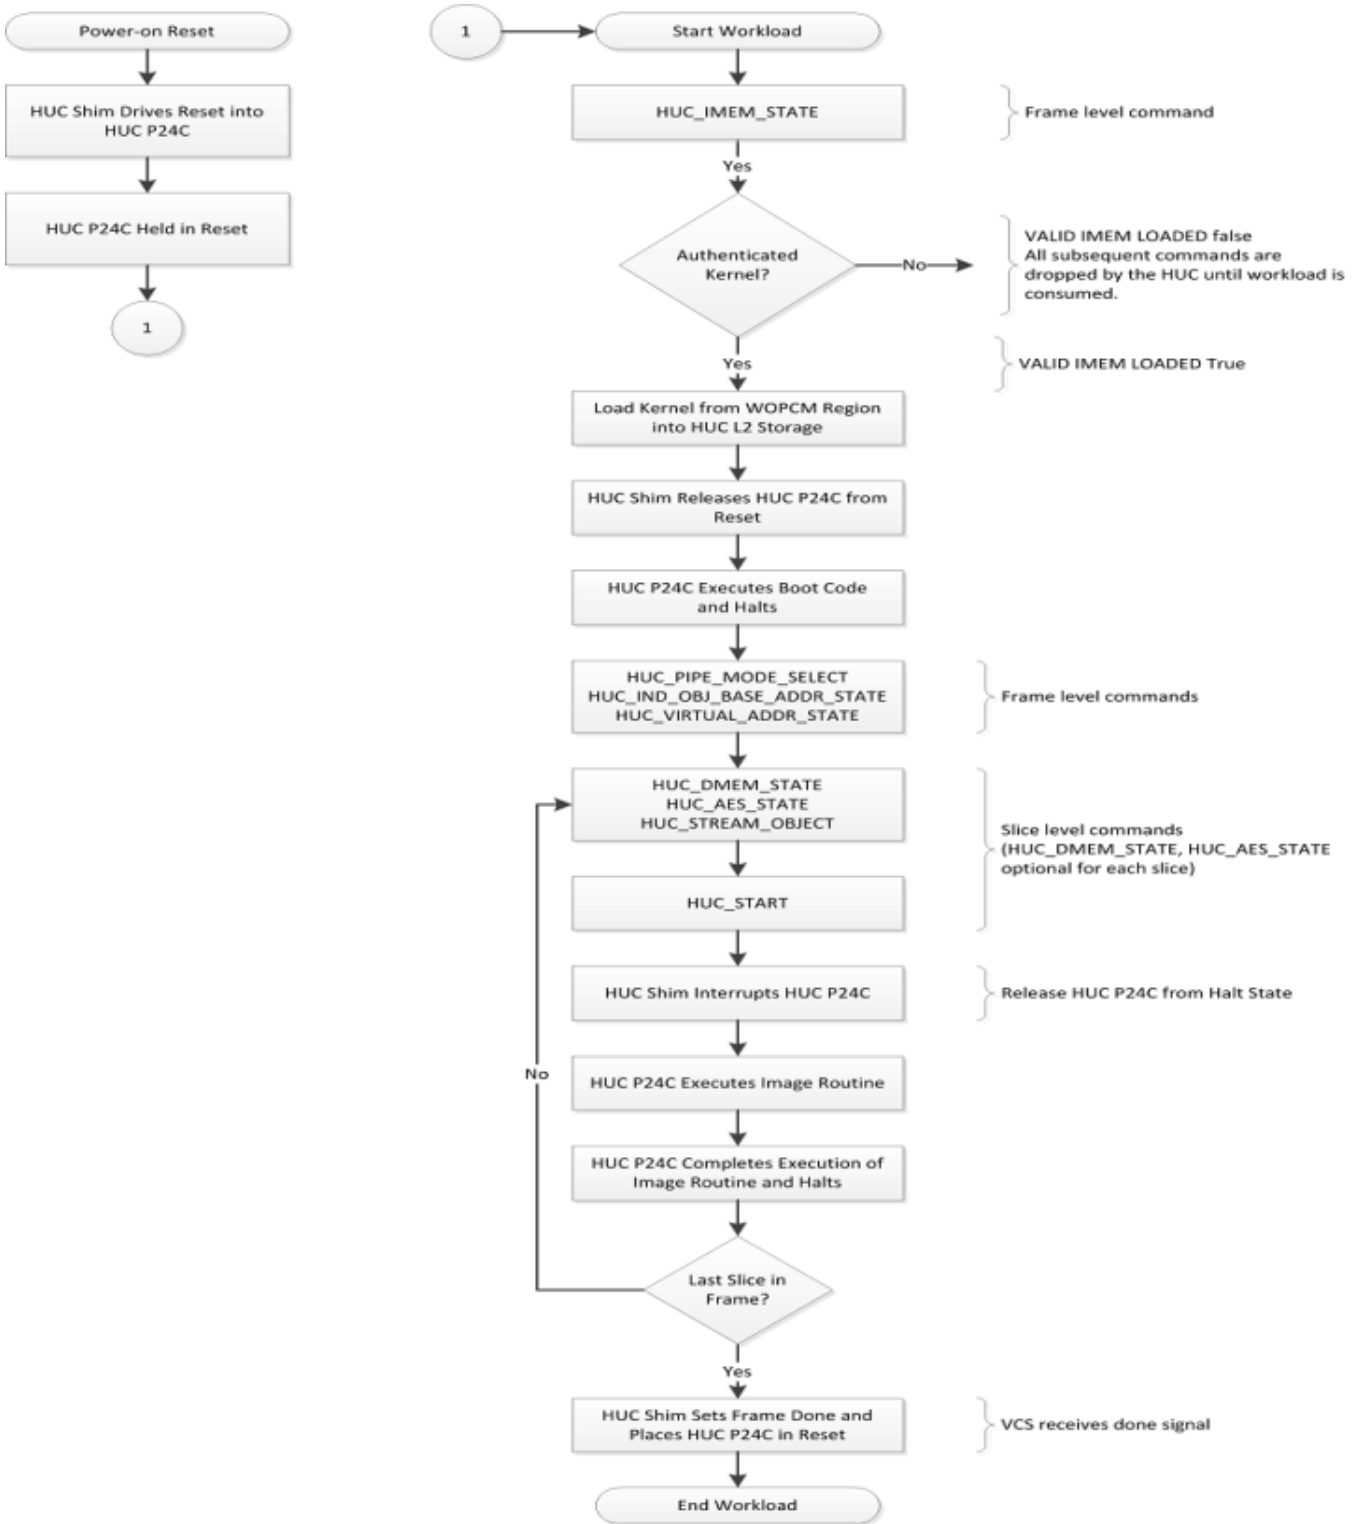 Power-on Reset
HUC Shim Drives Reset into
HUC P24C
HUC P24C Held in Reset
1
1
Start Workload
HUC_IMEM_STATE
Frame level command
Yes
Authenticated
Kernel?
No
VALID IMEM LOADED false
All subsequent commands are
dropped by the HUC until workload is
consumed.
Yes
VALID IMEM LOADED True
Load Kernel from WOPCM Region
into HUC L2 Storage
HUC Shim Releases HUC P24C from
Reset
HUC P24C Executes Boot Code
and Halts
HUC_PIPE_MODE_SELECT
HUC_IND_OBJ_BASE_ADDR_STATE
HUC_VIRTUAL_ADDR_STATE
Frame level commands
HUC_DMEM_STATE
HUC_AES_STATE
HUC_STREAM_OBJECT
Slice level commands
(HUC_DMEM_STATE, HUC_AES_STATE
optional for each slice)
HUC_START
HUC Shim Interrupts HUC P24C
Release HUC P24C from Halt State
No
HUC P24C Executes Image Routine
HUC P24C Completes Execution of
Image Routine and Halts
Last Slice in
Frame?
Yes
HUC Shim Sets Frame Done and
Places HUC P24C in Reset
VCS receives done signal
End Workload